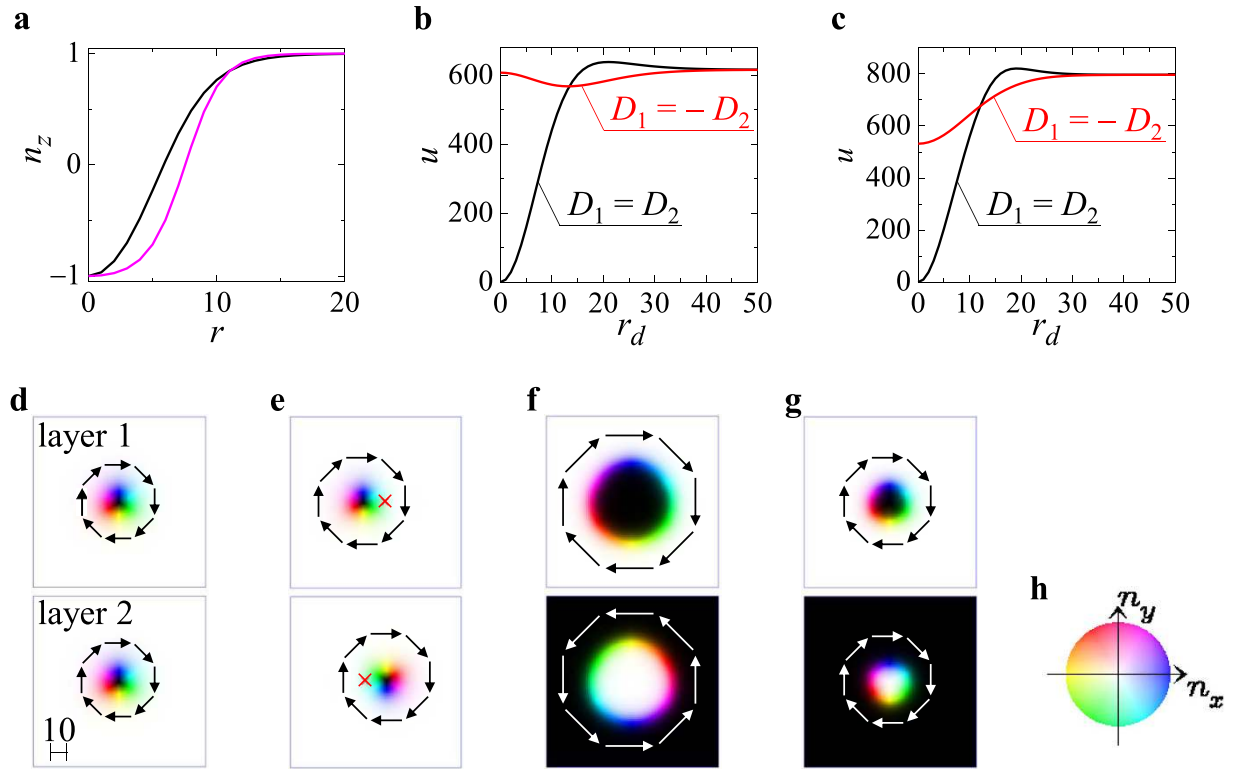 a
1
0
−1
n_z
0
10
20
r
b
600
400
200
0
u
D_1 = − D_2
D_1 = D_2
0 10 20 30 40 50
r_d
c
800
600
400
200
0
u
D_1 = − D_2
D_1 = D_2
0 10 20 30 40 50
r_d
d
layer 1
layer 2
10
e
f
g
h
n_y
n_x